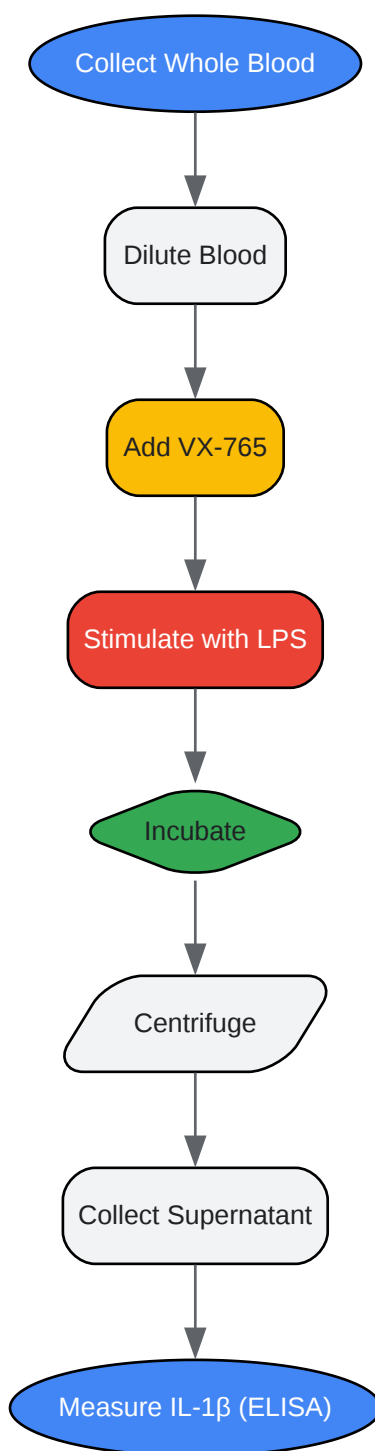 Collect Whole Blood
Dilute Blood
Add VX-765
Stimulate with LPS
Incubate
Centrifuge
Collect Supernatant
Measure IL-1β (ELISA)